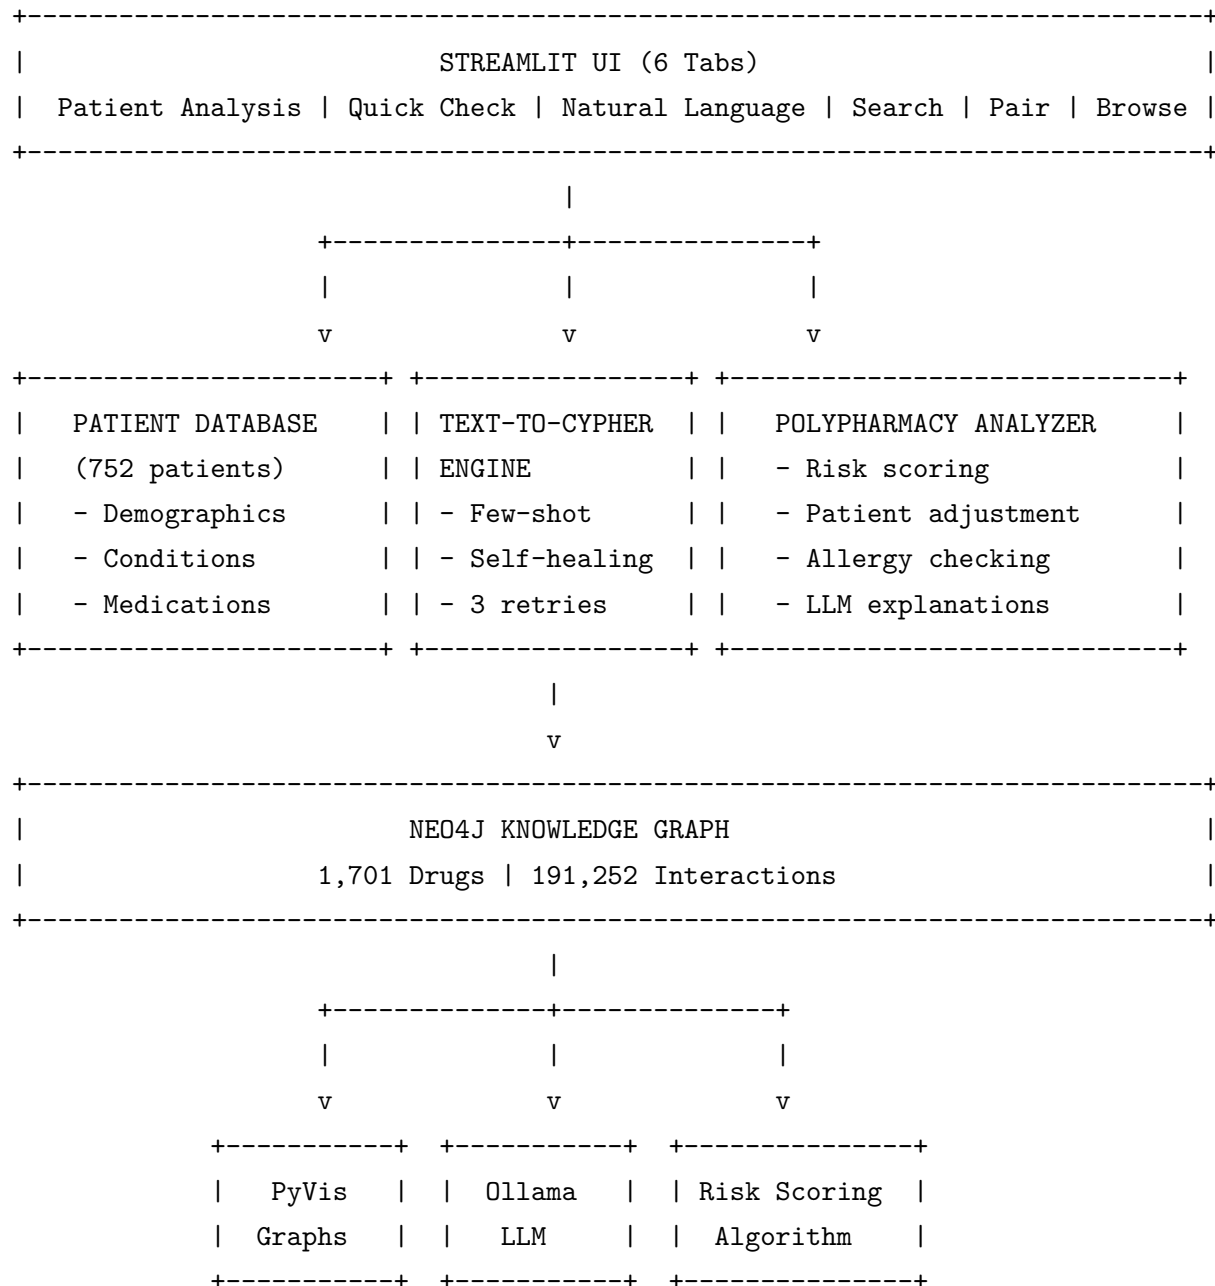 STREAMLIT UI (6 Tabs)
Patient Analysis | Quick Check | Natural Language | Search | Pair | Browse
PATIENT DATABASE
(752 patients)
- Demographics
- Conditions
- Medications
TEXT-TO-CYPHER
ENGINE
- Few-shot
- Self-healing
- 3 retries
POLYPHARMACY ANALYZER
- Risk scoring
- Patient adjustment
- Allergy checking
- LLM explanations
NEO4J KNOWLEDGE GRAPH
1,701 Drugs | 191,252 Interactions
PyVis
Graphs
Ollama
LLM
Risk Scoring
Algorithm